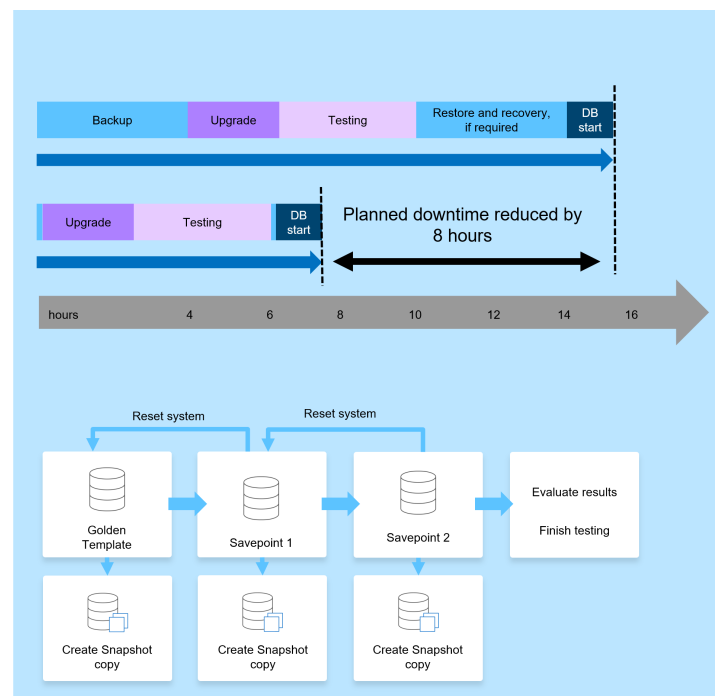 Backup
Upgrade
Testing
Restore and recovery,
if required
DB
start
Upgrade
Testing
DB
start
Planned downtime reduced by
8 hours
hours 4 6 8 10 12 14 16
Reset system
Reset system
Golden
Template
Savepoint 1
Savepoint 2
Evaluate results
Finish testing
Create Snapshot
copy
Create Snapshot
copy
Create Snapshot
copy